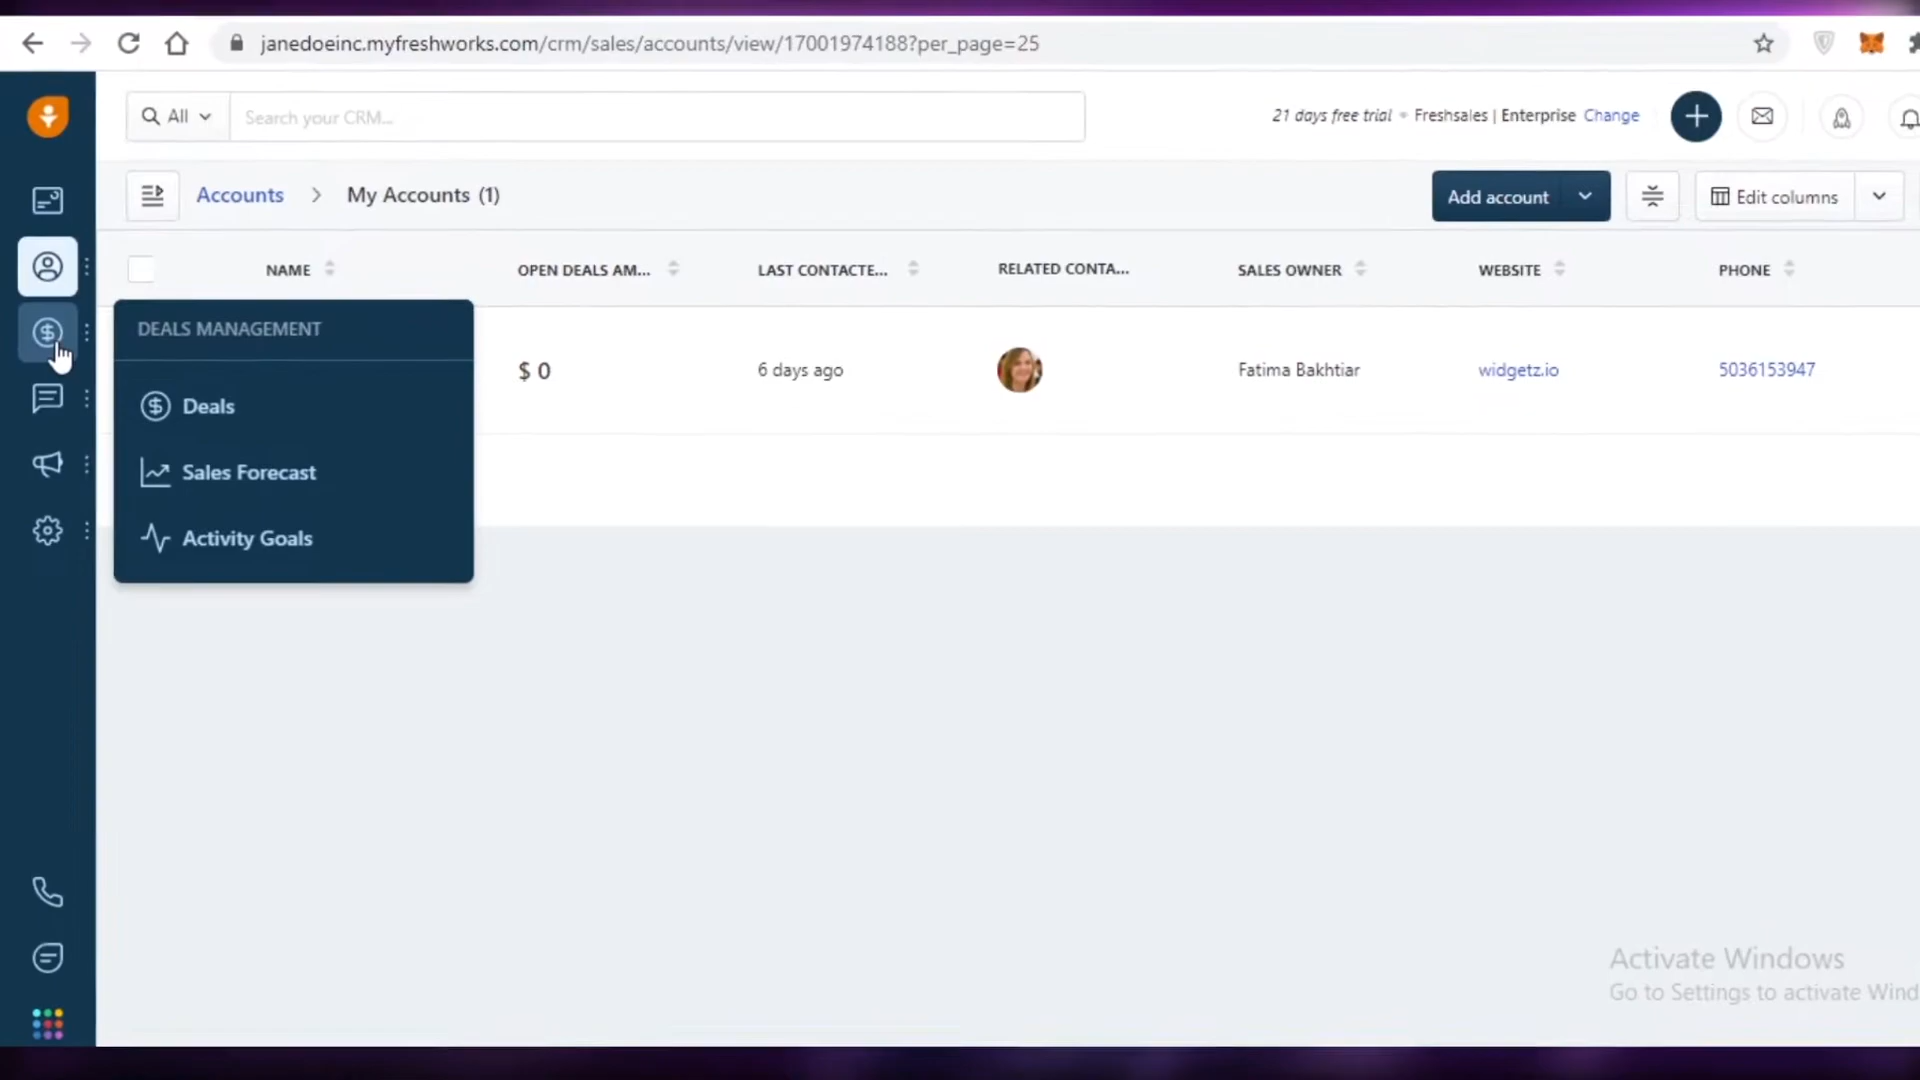 janedoeinc.myfreshworks.com/crm/sales/accounts/view/17001974188?per_page=25
All
Search your CRM...
21 days free trial • Freshsales | Enterprise Change
Accounts > My Accounts (1)
Add account
Edit columns
NAME
OPEN DEALS AM...
LAST CONTACTE...
RELATED CONTA...
SALES OWNER
WEBSITE
PHONE
DEALS MANAGEMENT
Deals
Sales Forecast
Activity Goals
$ 0
6 days ago
Fatima Bakhtiar
widgetz.io
5036153947
Activate Windows
Go to Settings to activate Wind